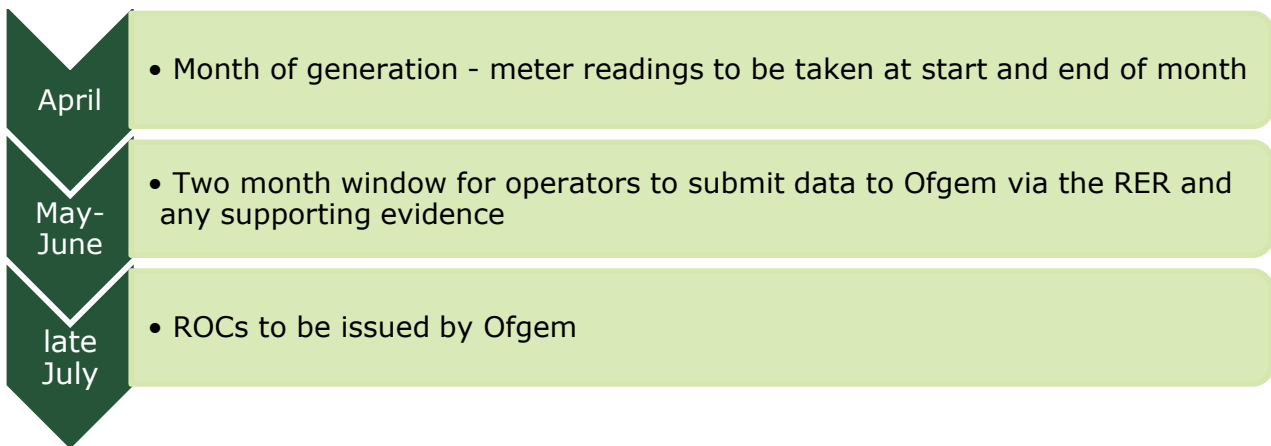 April
• Month of generation - meter readings to be taken at start and end of month
May-
June
• Two month window for operators to submit data to Ofgem via the RER and
any supporting evidence
late
July
• ROCs to be issued by Ofgem